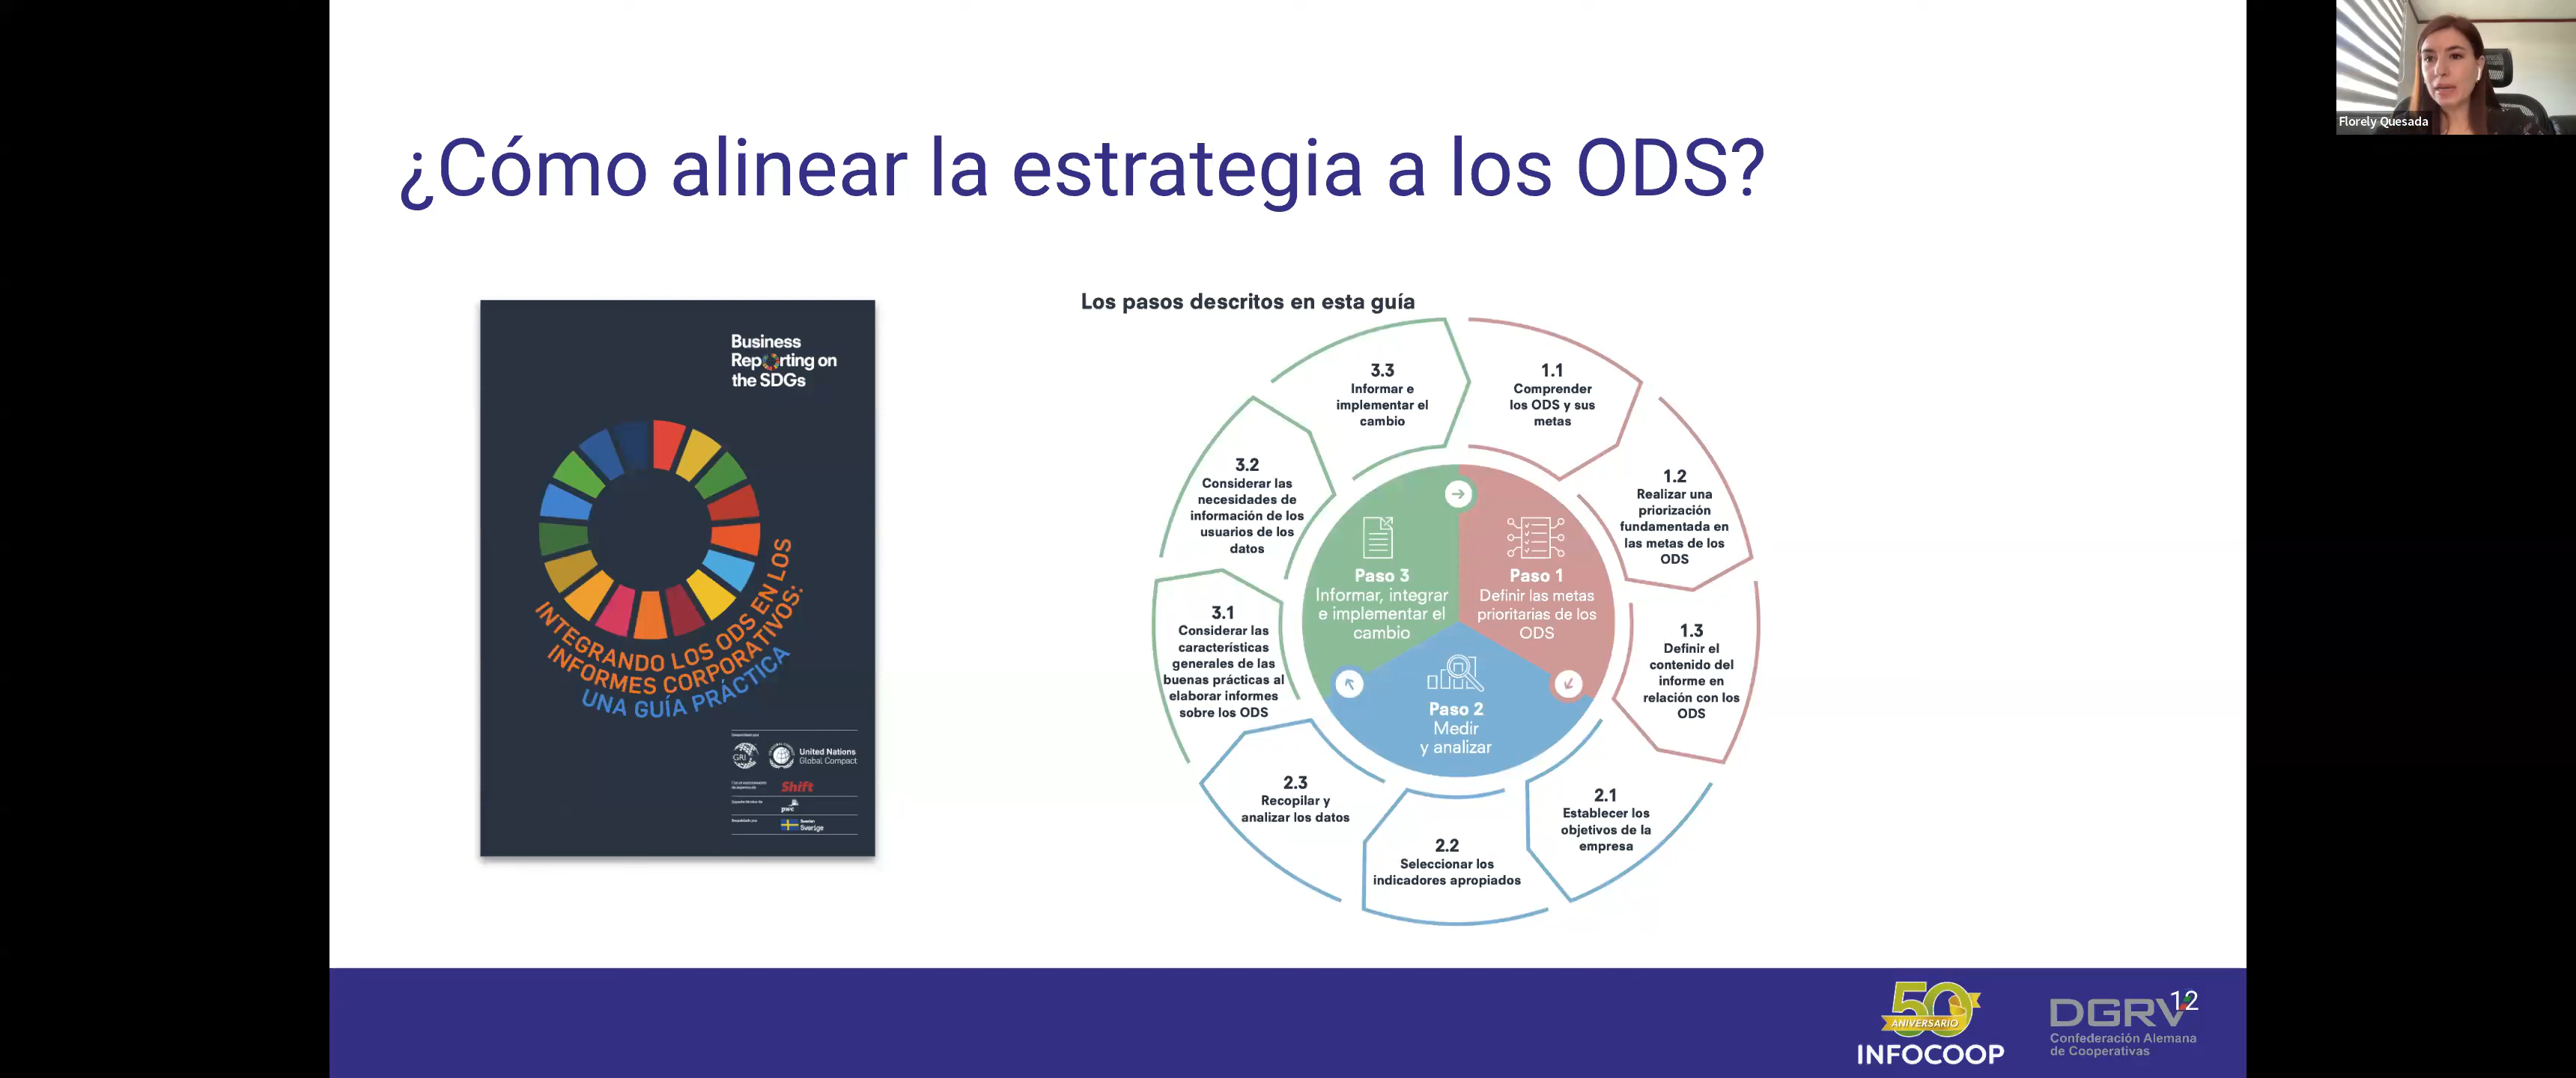 Florely Quesada
¿Cómo alinear la estrategia a los ODS?
Business
Reporting on
the SDGs
INTEGRANDO LOS ODS EN LOS
INFORMES CORPORATIVOS:
UNA GUÍA PRÁCTICA
GRI
United Nations
Global Compact
Shift
pwc
Sweden
Sverige
Los pasos descritos en esta guía
1.1
Comprender
los ODS y sus
metas
1.2
Realizar una
priorización
fundamentada en
las metas de los
ODS
1.3
Definir el
contenido del
informe en
relación con los
ODS
2.1
Establecer los
objetivos de la
empresa
2.2
Seleccionar los
indicadores apropiados
2.3
Recopilar y
analizar los datos
3.1
Considerar las
características
generales de las
buenas prácticas al
elaborar informes
sobre los ODS
3.2
Considerar las
necesidades de
información de los
usuarios de los
datos
3.3
Informar e
implementar el
cambio
Paso 1
Definir las metas
prioritarias de los
ODS
Paso 2
Medir
y analizar
Paso 3
Informar, integrar
e implementar el
cambio
50
ANIVERSARIO
INFOCOOP
DGRV
12
Confederación Alemana
de Cooperativas